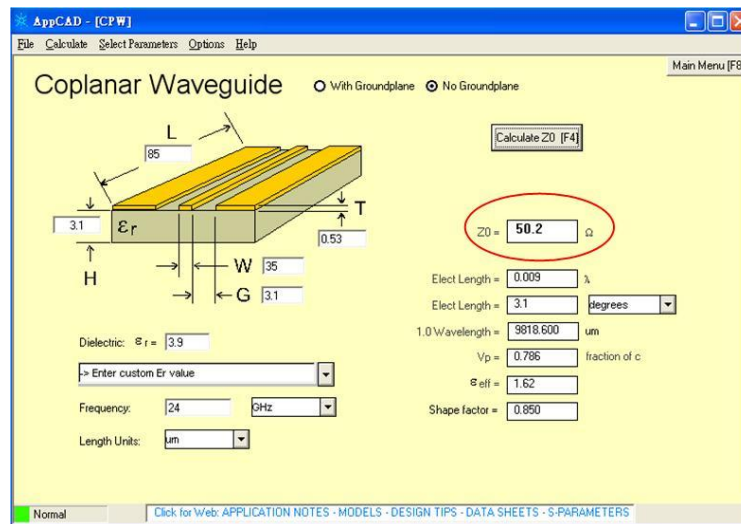 AppCAD - [CPW]
File Calculate Select Parameters Options Help
Main Menu [F8
Coplanar Waveguide With Groundplane No Groundplane
Calculate Z0 [F4]
L
85
T
3.1 εr
0.53
Z0 = 50.2 Ω
H
W 35
G 3.1
Elect Length = 0.009 λ
Elect Length = 3.1 degrees
1.0 Wavelength = 9818.600 um
Vp = 0.786 fraction of c
εeff = 1.62
Shape factor = 0.850
Dielectric: εr = 3.9
-> Enter custom Er value
Frequency: 24 GHz
Length Units: um
Normal
Click for Web: APPLICATION NOTES - MODELS - DESIGN TIPS - DATA SHEETS - S-PARAMETERS